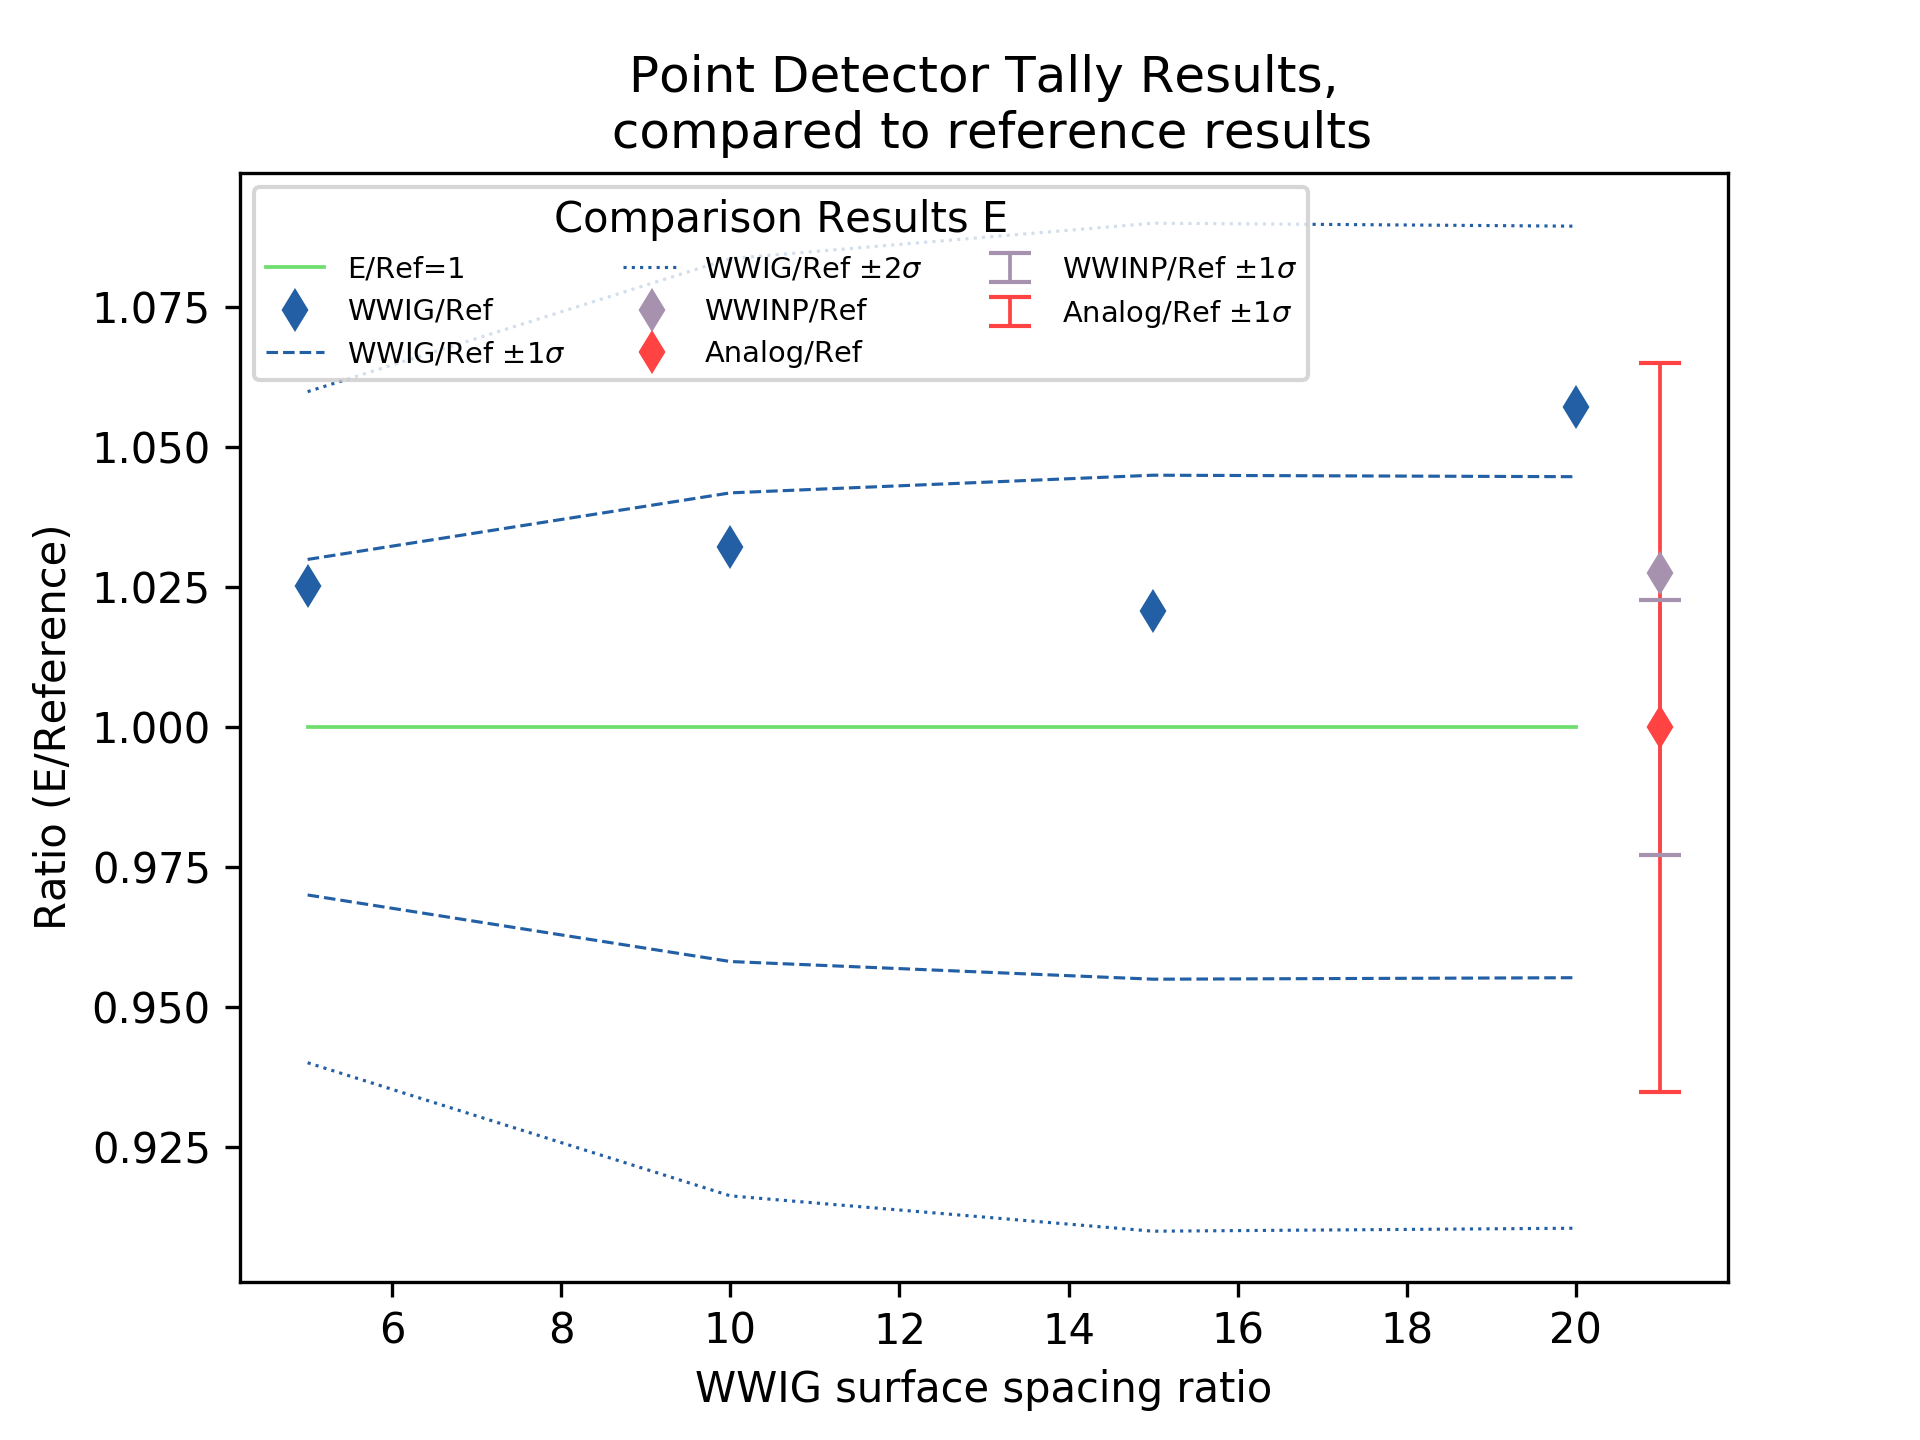 Point Detector Tally Results,
compared to reference results
Comparison Results E
E/Ref=1
WWIG/Ref
WWIG/Ref ±1σ
WWIG/Ref ±2σ
WWINP/Ref
Analog/Ref
WWINP/Ref ±1σ
Analog/Ref ±1σ
Ratio (E/Reference)
1.075
1.050
1.025
1.000
0.975
0.950
0.925
6 8 10 12 14 16 18 20
WWIG surface spacing ratio